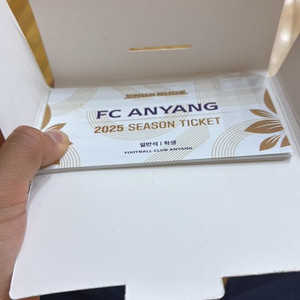 FC ANYANG
2025 SEASON TICKET
일반석 | 학생
FOOTBALL CLUB ANYANG